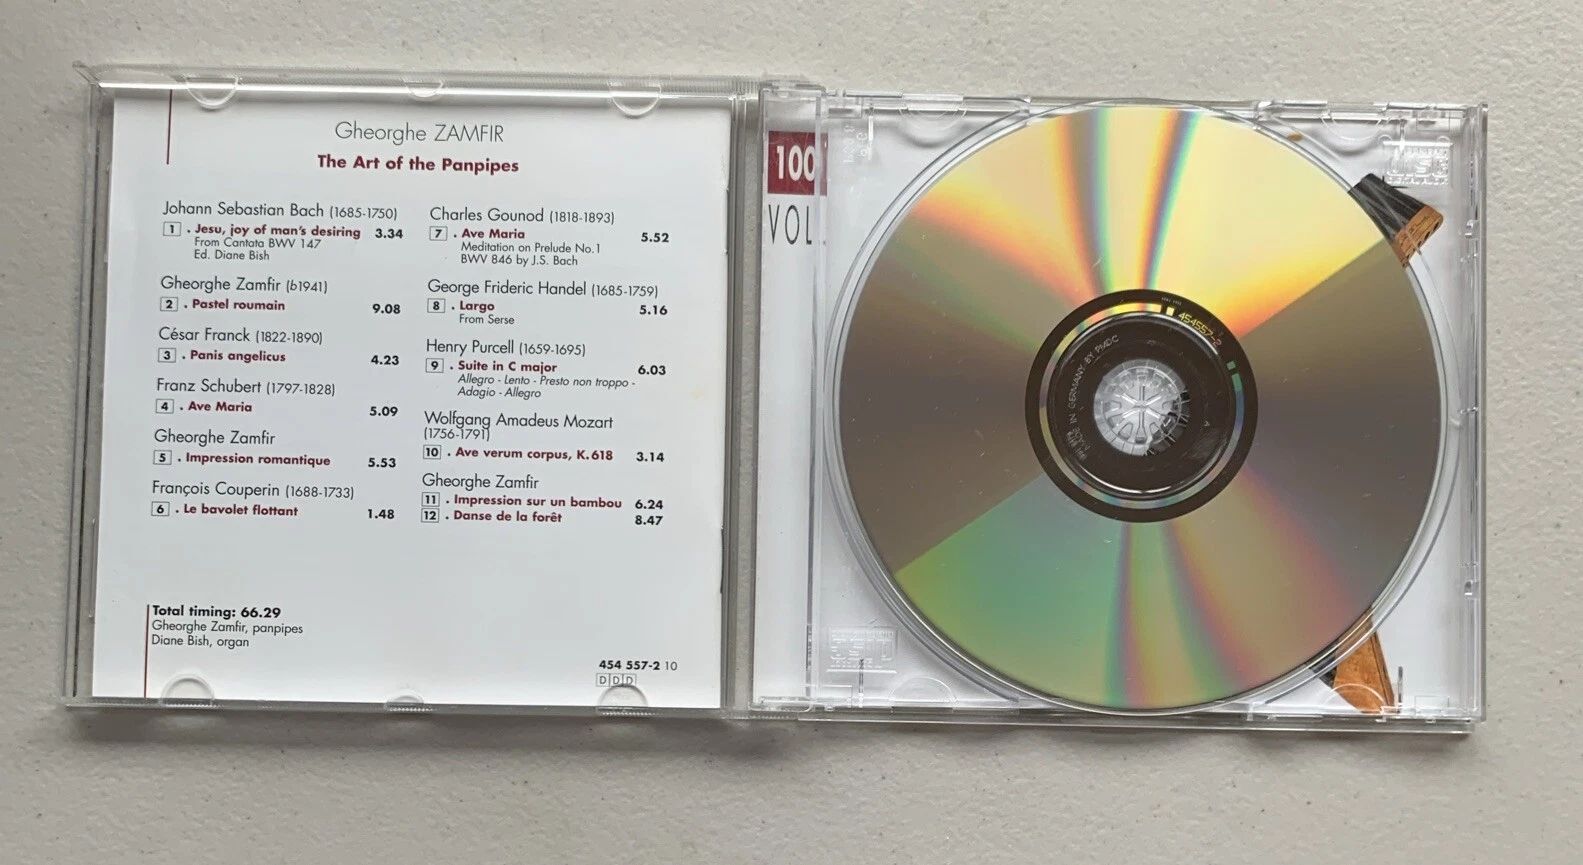 Gheorghe ZAMFIR
The Art of the Panpipes
Johann Sebastian Bach (1685-1750)
1 . Jesu, joy of man's desiring 3.34
From Cantata BWV 147
Ed. Diane Bish
Gheorghe Zamfir (b1941)
2 . Pastel roumain 9.08
César Franck (1822-1890)
3 . Panis angelicus 4.23
Franz Schubert (1797-1828)
4 . Ave Maria 5.09
Gheorghe Zamfir
5 . Impression romantique 5.53
François Couperin (1688-1733)
6 . Le bavolet flottant 1.48
Charles Gounod (1818-1893)
7 . Ave Maria 5.52
Meditation on Prelude No.1
BWV 846 by J.S. Bach
George Frideric Handel (1685-1759)
8 . Largo 5.16
From Serse
Henry Purcell (1659-1695)
9 . Suite in C major 6.03
Allegro - Lento - Presto non troppo -
Adagio - Allegro
Wolfgang Amadeus Mozart
(1756-1791)
10 . Ave verum corpus, K.618 3.14
Gheorghe Zamfir
11 . Impression sur un bambou 6.24
12 . Danse de la forêt 8.47
Total timing: 66.29
Gheorghe Zamfir, panpipes
Diane Bish, organ
454 557-2 10
DDD
100
VOL.
454557-2
MADE IN GERMANY BY PMDC